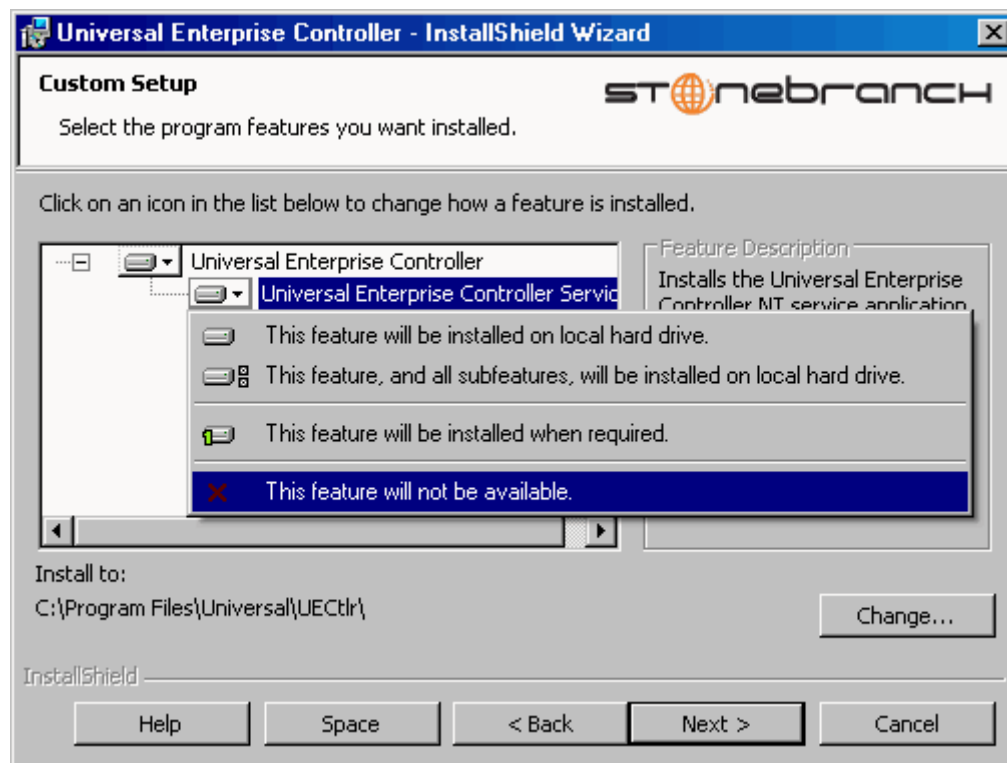 Universal Enterprise Controller - InstallShield Wizard
Custom Setup
STONEBRANCH
Select the program features you want installed.
Click on an icon in the list below to change how a feature is installed.
Universal Enterprise Controller
Universal Enterprise Controller Servic
Feature Description
Installs the Universal Enterprise
Controller NT service application
This feature will be installed on local hard drive.
This feature, and all subfeatures, will be installed on local hard drive.
This feature will be installed when required.
This feature will not be available.
Install to:
C:\Program Files\Universal\UECtlr\
Change...
InstallShield
Help
Space
< Back
Next >
Cancel